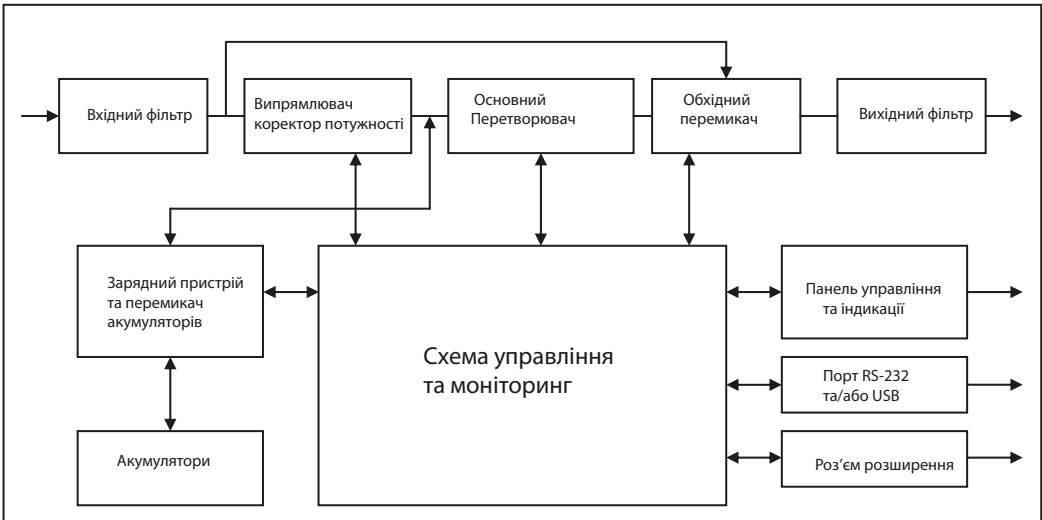 Вхідний фільтр
Випрямлювач
коректор потужності
Основний
Перетворювач
Обхідний
перемикач
Вихідний фільтр
Зарядний пристрій
та перемикач
акумуляторів
Схема управління
та моніторинг
Панель управління
та індикації
Порт RS-232
та/або USB
Акумулятори
Роз’єм розширення